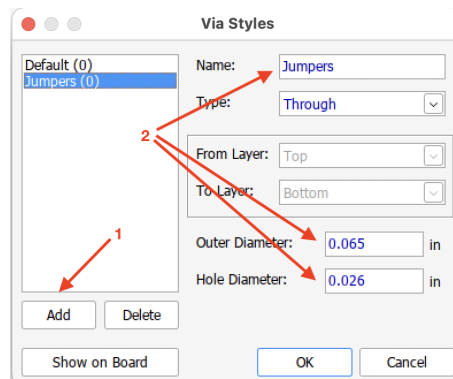 Via Styles
Default (0)
Jumpers (0)
Name: Jumpers
Type: Through
2
From Layer: Top
To Layer: Bottom
1
Outer Diameter: 0.065 in
Hole Diameter: 0.026 in
Add Delete
Show on Board OK Cancel